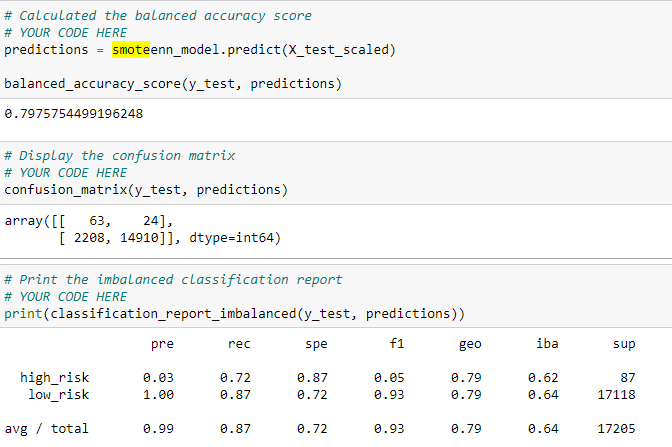 # Calculated the balanced accuracy score
# YOUR CODE HERE
predictions = smoteenn_model.predict(X_test_scaled)
balanced_accuracy_score(y_test, predictions)
0.7975754499196248
# Display the confusion matrix
# YOUR CODE HERE
confusion_matrix(y_test, predictions)
array([[   63,    24],
       [ 2208, 14910]], dtype=int64)
# Print the imbalanced classification report
# YOUR CODE HERE
print(classification_report_imbalanced(y_test, predictions))
pre rec spe f1 geo iba sup
high_risk 0.03 0.72 0.87 0.05 0.79 0.62 87
low_risk 1.00 0.87 0.72 0.93 0.79 0.64 17118
avg / total 0.99 0.87 0.72 0.93 0.79 0.64 17205